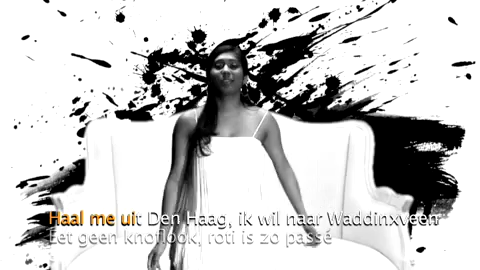 Haal me uit Den Haag, ik wil naar Waddinxveen
Eet geen knoflook, roti is zo passé